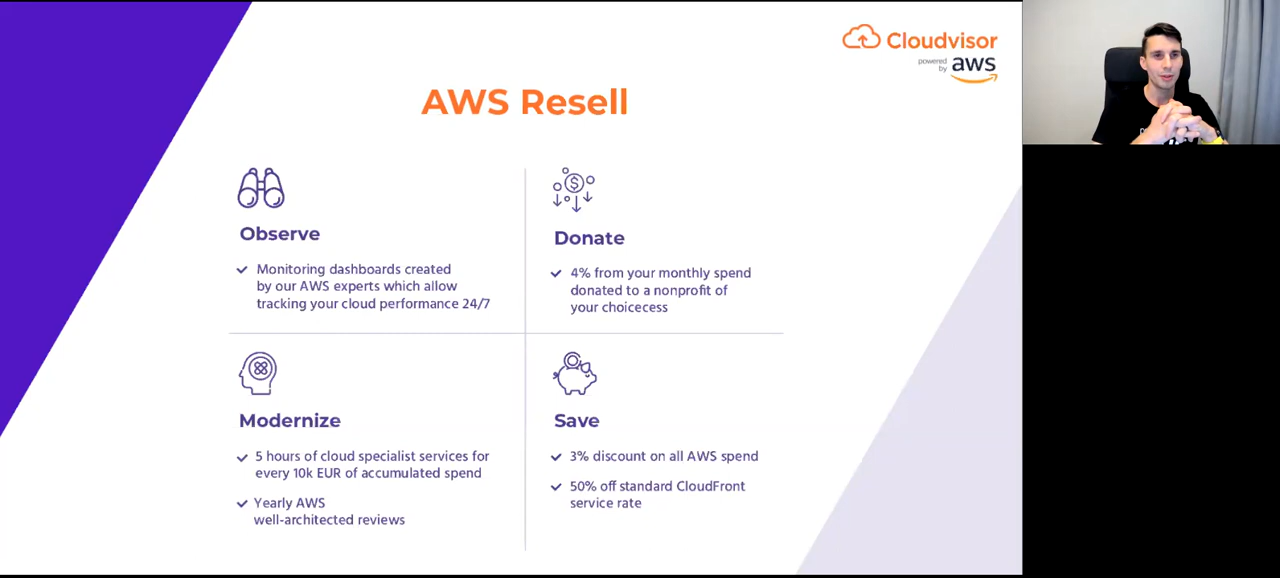 Cloudvisor
powered
by aws
AWS Resell
Observe
Monitoring dashboards created
by our AWS experts which allow
tracking your cloud performance 24/7
Donate
4% from your monthly spend
donated to a nonprofit of
your choicecess
Modernize
5 hours of cloud specialist services for
every 10k EUR of accumulated spend
Yearly AWS
well-architected reviews
Save
3% discount on all AWS spend
50% off standard CloudFront
service rate